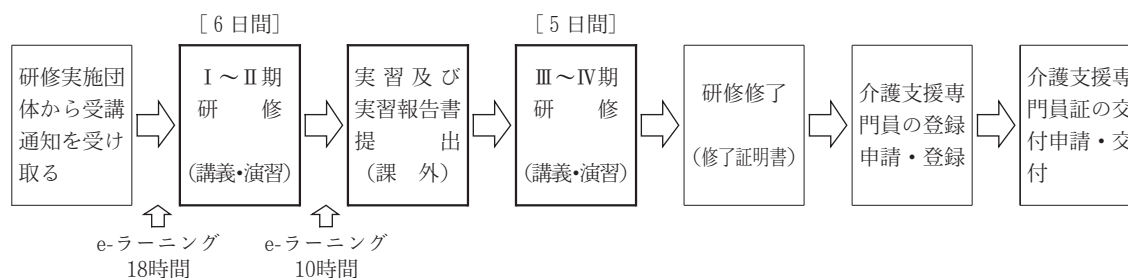 [6日間]
[5日間]
研修実施団
体から受講
通知を受け
取る
Ⅰ～Ⅱ期
研修
(講義・演習)
実習及び
実習報告書
提出
(課外)
Ⅲ～Ⅳ期
研修
(講義・演習)
研修修了
(修了証明書)
介護支援専
門員の登録
申請・登録
介護支援専
門員証の交
付申請・交
付
e-ラーニング
18時間
e-ラーニング
10時間